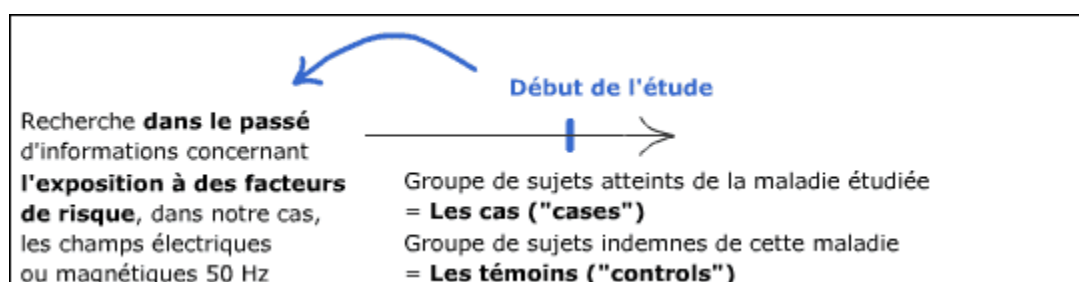 Début de l'étude
Recherche dans le passé
d'informations concernant
l'exposition à des facteurs
de risque, dans notre cas,
les champs électriques
ou magnétiques 50 Hz
Groupe de sujets atteints de la maladie étudiée
= Les cas ("cases")
Groupe de sujets indemnes de cette maladie
= Les témoins ("controls")